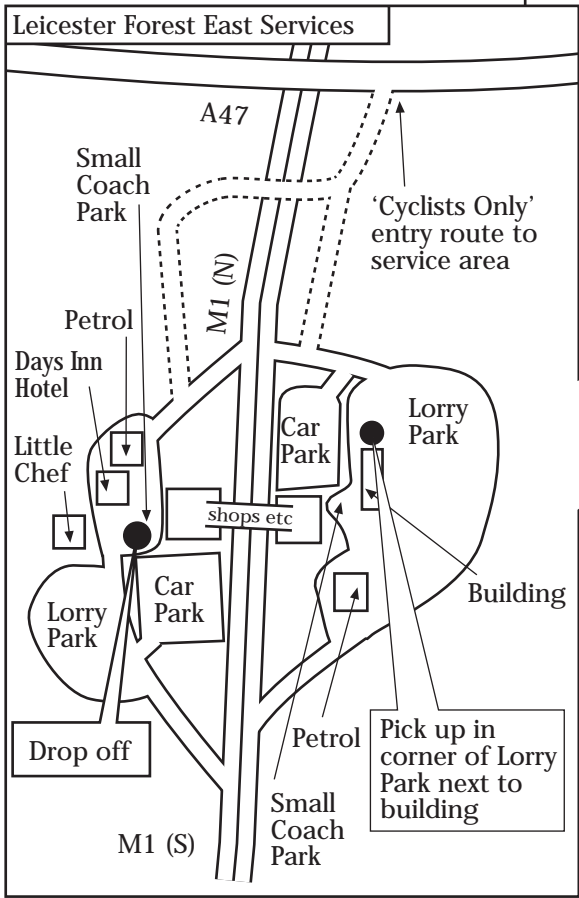 Leicester Forest East Services
A47
Small
Coach
Park
'Cyclists Only'
entry route to
service area
M1 (N)
Petrol
Days Inn
Hotel
Little
Chef
Car
Park
Lorry
Park
shops etc
Building
Lorry
Park
Car
Park
Drop off
Petrol
Pick up in
corner of Lorry
Park next to
building
Small
Coach
Park
M1 (S)